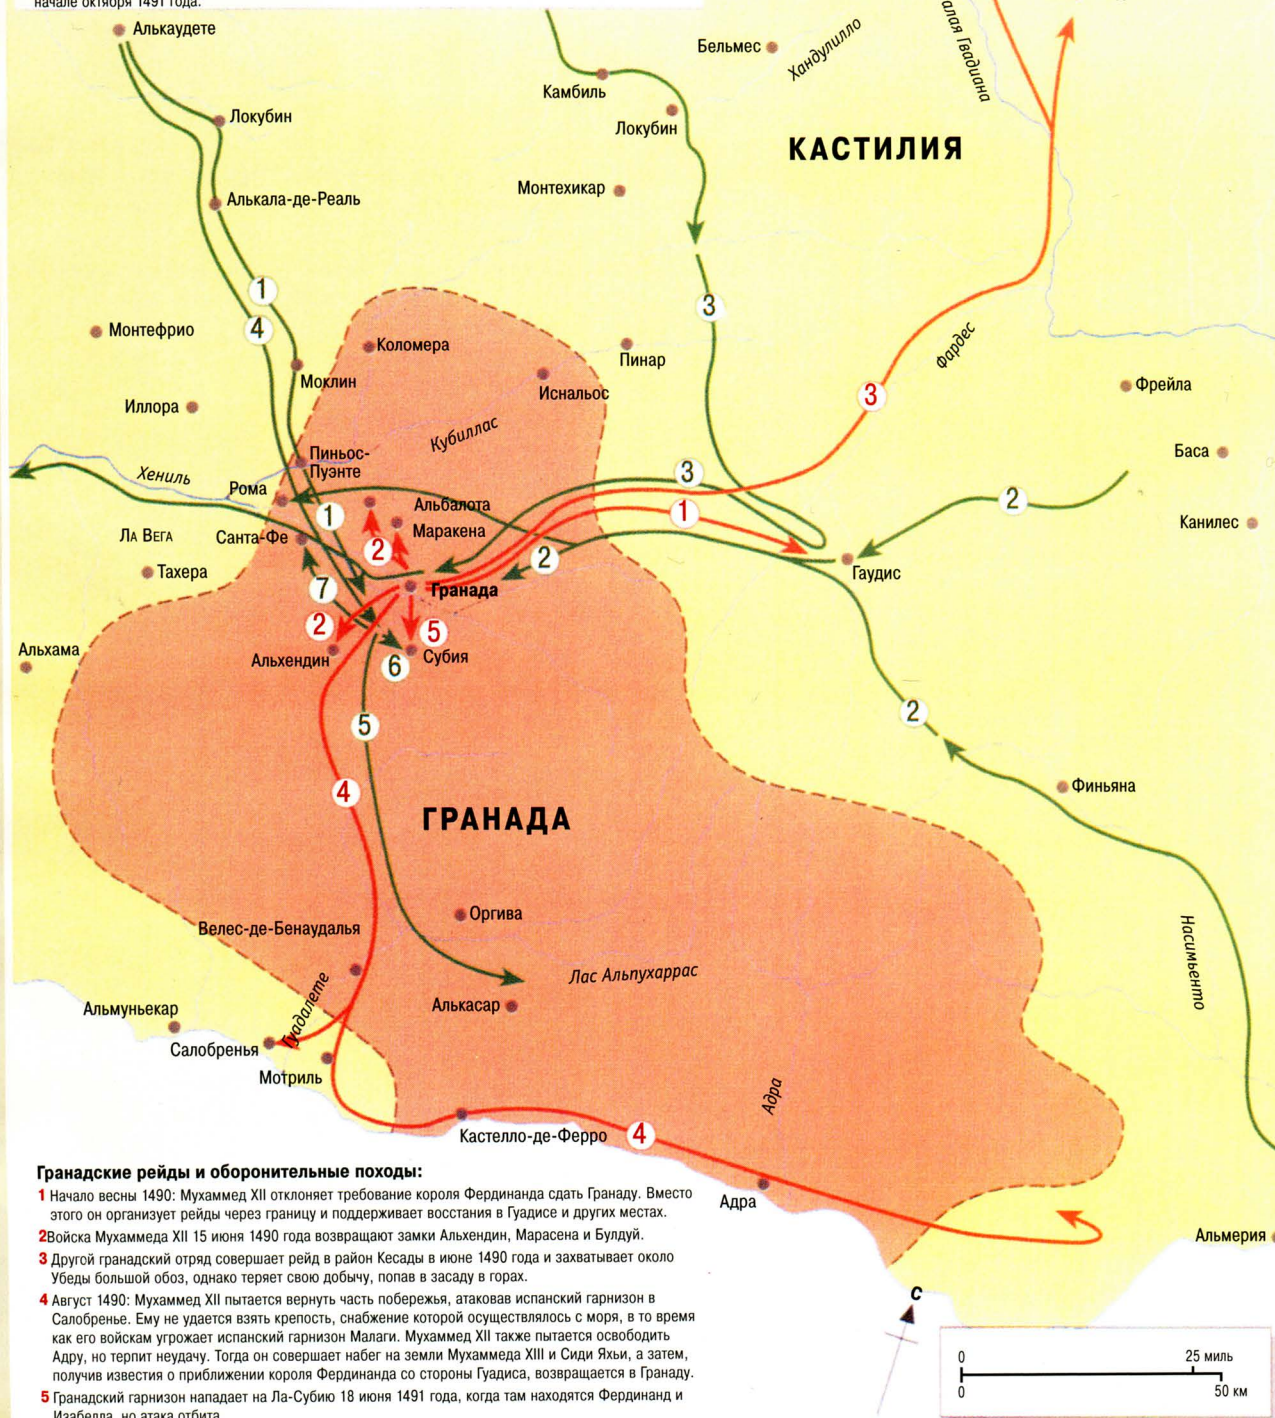 начале октября 1491 года.
Алькаудете
Бельмес
Хандулилло
алая Гвадиана
Камбиль
Локубин
Локубин
КАСТИЛИЯ
Монтехикар
Алькала-де-Реаль
1
3
4
Монтефрио
Коломера
Пинар
Фардес
Моклин
Иснальос
3
Фрейла
Иллора
Кубиллас
Баса
Пиньос-
Пуэнте
Хениль
3
Рома
2
Альбалота
1
1
Канилес
Маракена
Ла Вега
Санта-Фе
2
2
Тахера
Гаудис
7
Гранада
2
5
Альхама
Альхендин
6
Субия
2
5
4
Финьяна
ГРАНАДА
Оргива
Велес-де-Бенаудалья
Насимьенто
Лас Альпухаррас
Гуадалете
Алькасар
Альмуньекар
Салобренья
Мотриль
Адра
Кастелло-де-Ферро
4
Адра
Альмерия
Гранадские рейды и оборонительные походы:
1 Начало весны 1490: Мухаммед XII отклоняет требование короля Фердинанда сдать Гранаду. Вместо
этого он организует рейды через границу и поддерживает восстания в Гуадисе и других местах.
2Войска Мухаммеда XII 15 июня 1490 года возвращают замки Альхендин, Марасена и Булдуй.
3 Другой гранадский отряд совершает рейд в район Кесады в июне 1490 года и захватывает около
Убеды большой обоз, однако теряет свою добычу, попав в засаду в горах.
4 Август 1490: Мухаммед XII пытается вернуть часть побережья, атаковав испанский гарнизон в
Салобренье. Ему не удается взять крепость, снабжение которой осуществлялось с моря, в то время
как его войскам угрожает испанский гарнизон Малаги. Мухаммед XII также пытается освободить
Адру, но терпит неудачу. Тогда он совершает набег на земли Мухаммеда XIII и Сиди Яхьи, а затем,
получив известия о приближении короля Фердинанда со стороны Гуадиса, возвращается в Гранаду.
5 Гранадский гарнизон нападает на Ла-Субию 18 июня 1491 года, когда там находятся Фердинанд и
Изабелла, но атака отбита.
С
0 25 миль
0 50 км